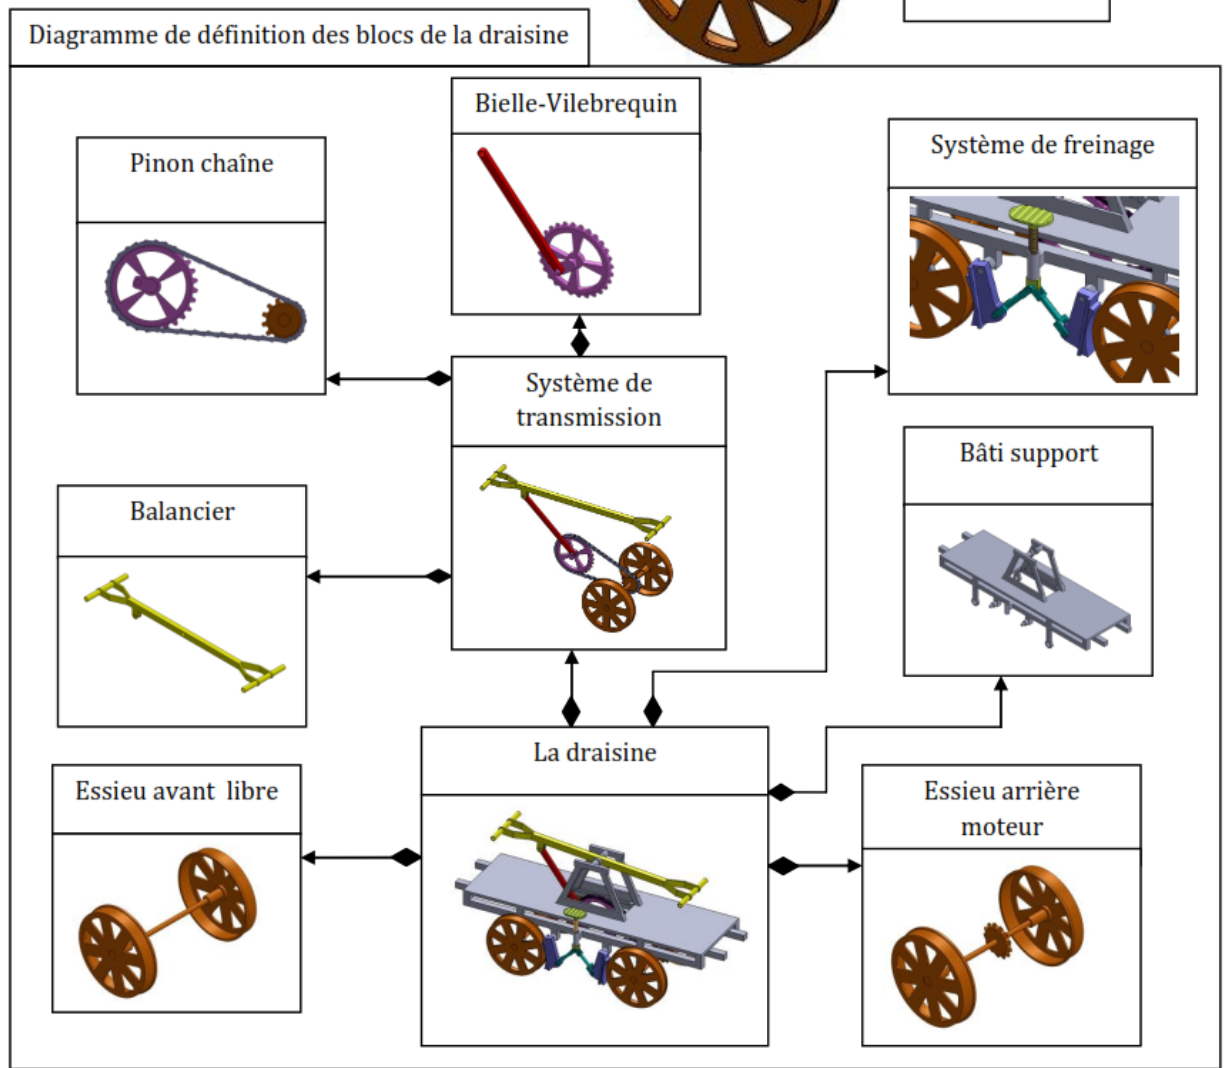 Diagramme de définition des blocs de la draisine
Bielle-Vilebrequin
Pinon chaîne
Système de freinage
Système de
transmission
Bâti support
Balancier
La draisine
Essieu avant libre
Essieu arrière
moteur